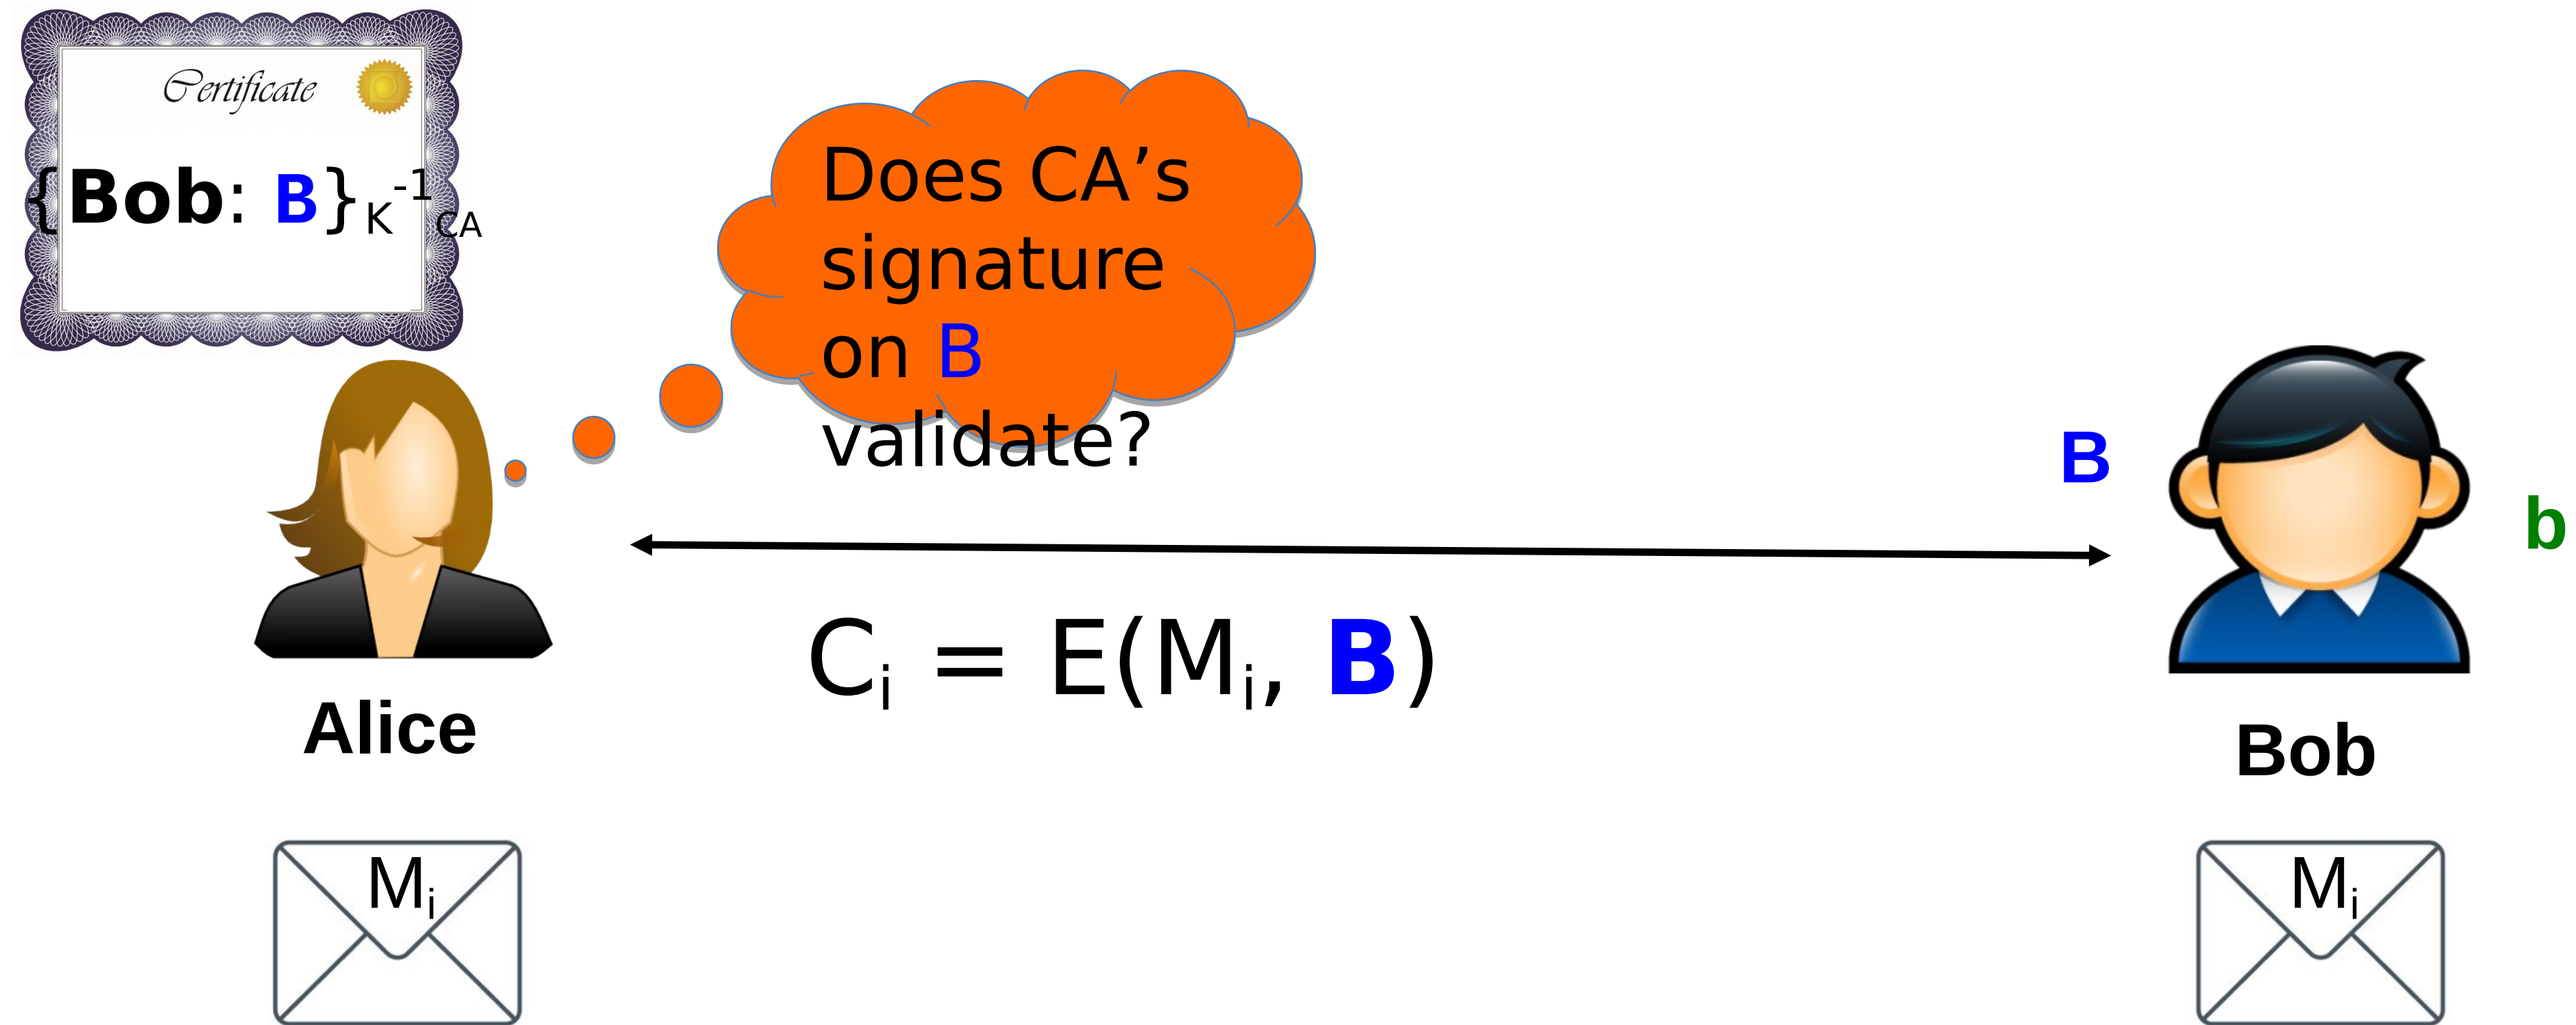 Certificate
{Bob: B}K⁻¹CA
Does CA’s
signature
on B
validate?
B
b
Cᵢ = E(Mᵢ, B)
Alice
Bob
Mᵢ
Mᵢ